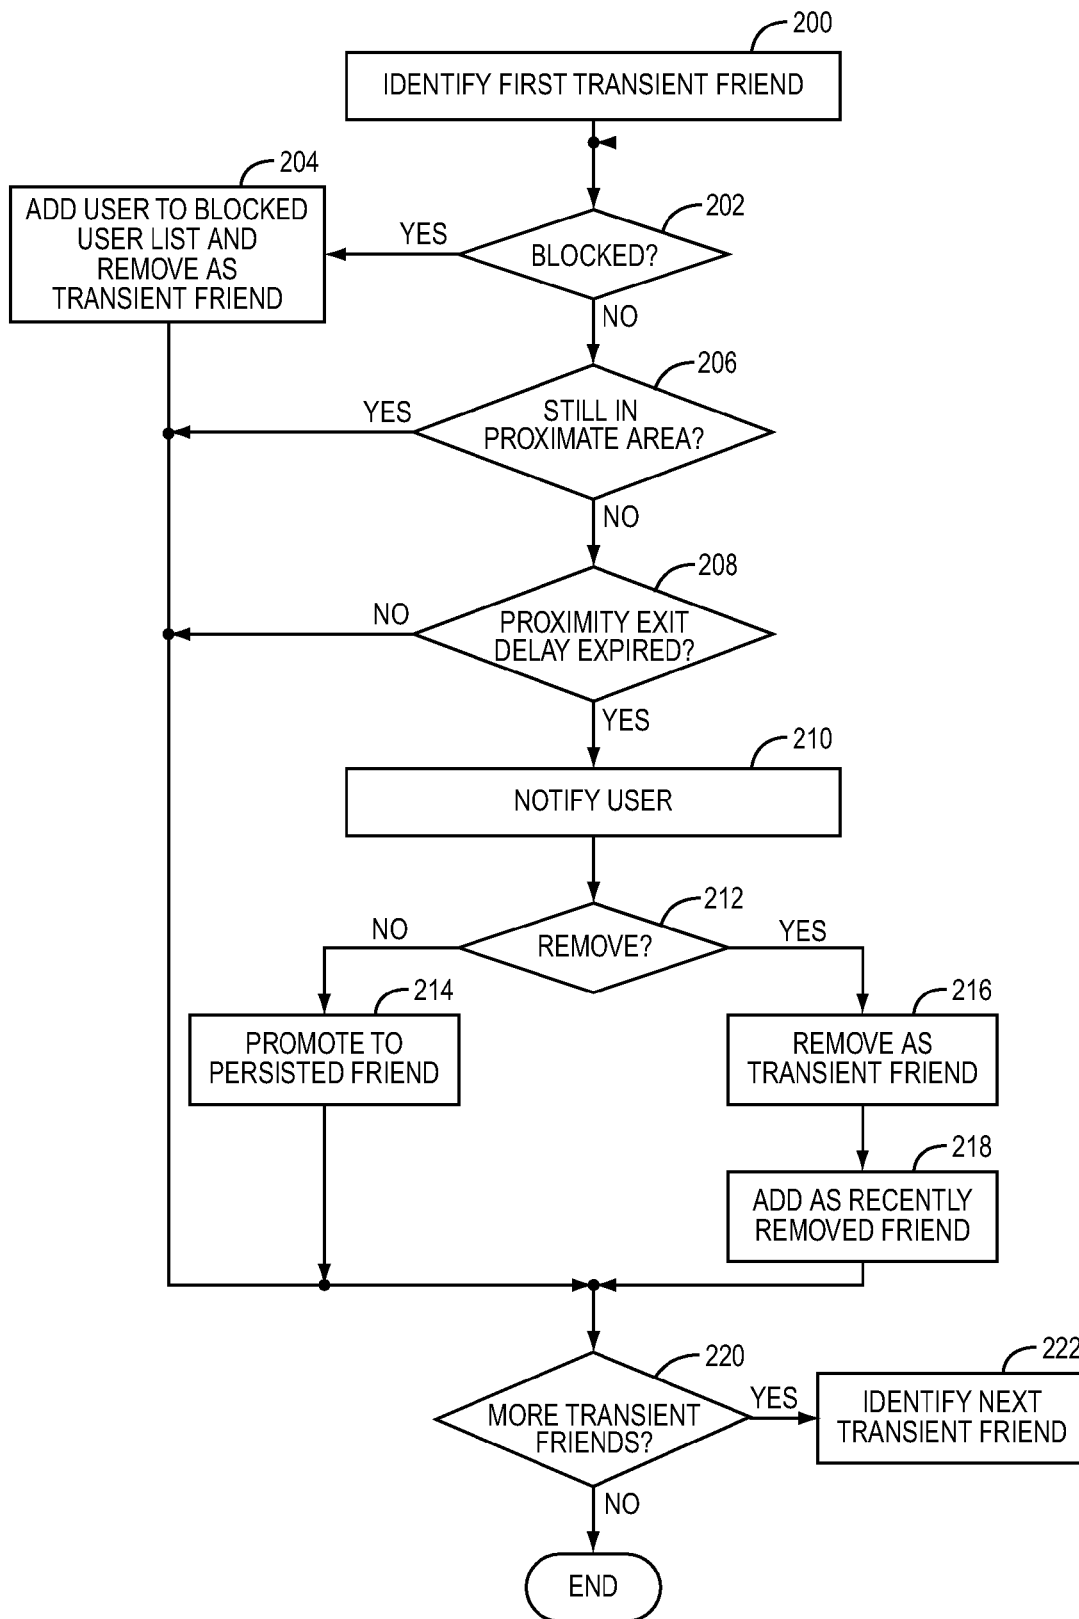 200
IDENTIFY FIRST TRANSIENT FRIEND
204
ADD USER TO BLOCKED
USER LIST AND
REMOVE AS
TRANSIENT FRIEND
YES
202
BLOCKED?
NO
206
YES
STILL IN
PROXIMATE AREA?
NO
208
NO
PROXIMITY EXIT
DELAY EXPIRED?
YES
210
NOTIFY USER
212
NO
REMOVE?
YES
214
PROMOTE TO
PERSISTED FRIEND
216
REMOVE AS
TRANSIENT FRIEND
218
ADD AS RECENTLY
REMOVED FRIEND
220
MORE TRANSIENT
FRIENDS?
YES
222
IDENTIFY NEXT
TRANSIENT FRIEND
NO
END